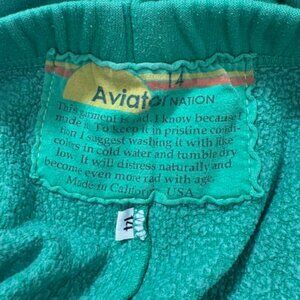 14
Aviator NATION
This garment is rad. I know because I
made it. To keep it in pristine condi-
tion I suggest washing it with like
colors in cold water and tumble dry
low. It will distress naturally and
become even more rad with age.
Made in California, USA
14